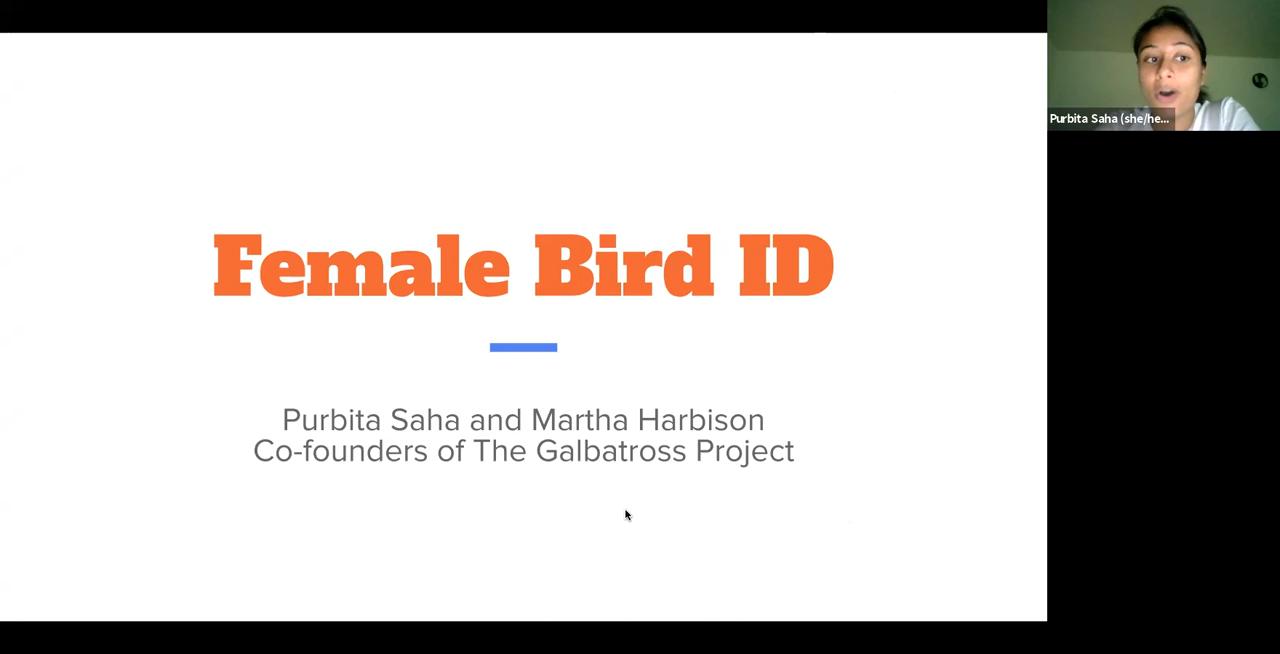 Female Bird ID
Purbita Saha and Martha Harbison
Co-founders of The Galbatross Project
Purbita Saha (she/he...